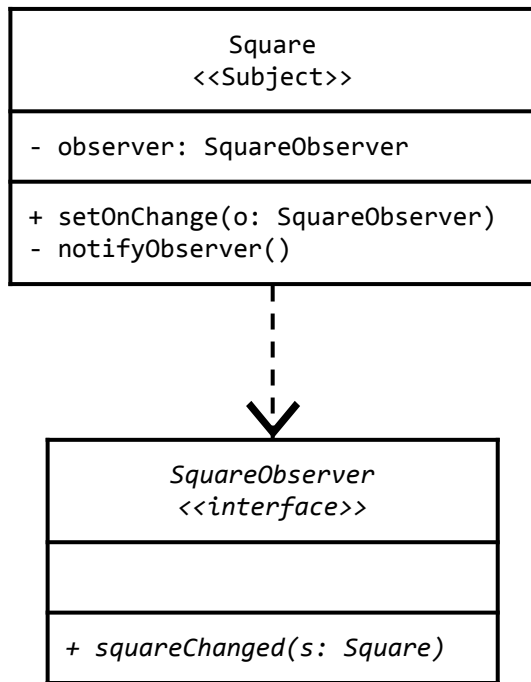 Square
<<Subject>>
- observer: SquareObserver
+ setOnChange(o: SquareObserver)
- notifyObserver()
SquareObserver
<<interface>>
+ squareChanged(s: Square)